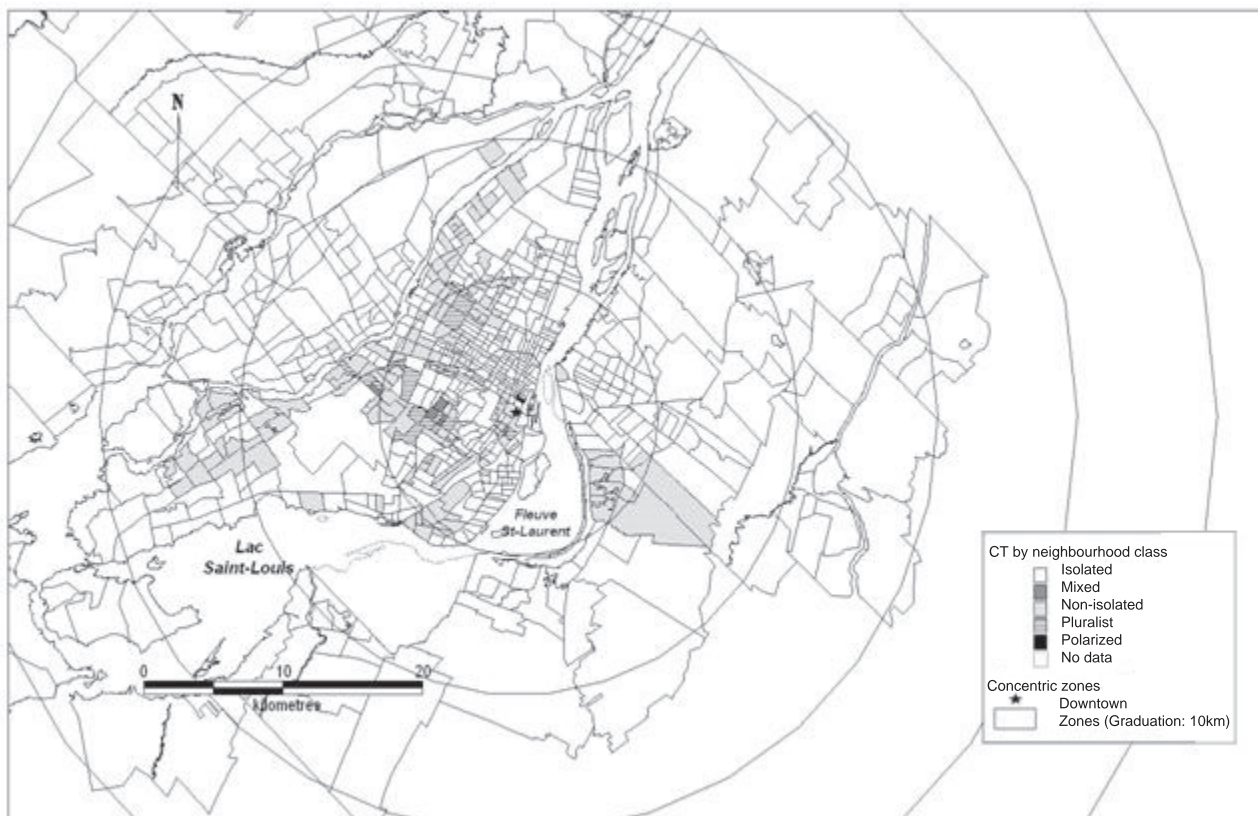 N
Fleuve
St-Laurent
Lac
Saint-Louis
0 10 20
kilometres
CT by neighbourhood class
Isolated
Mixed
Non-isolated
Pluralist
Polarized
No data
Concentric zones
Downtown
Zones (Graduation: 10km)